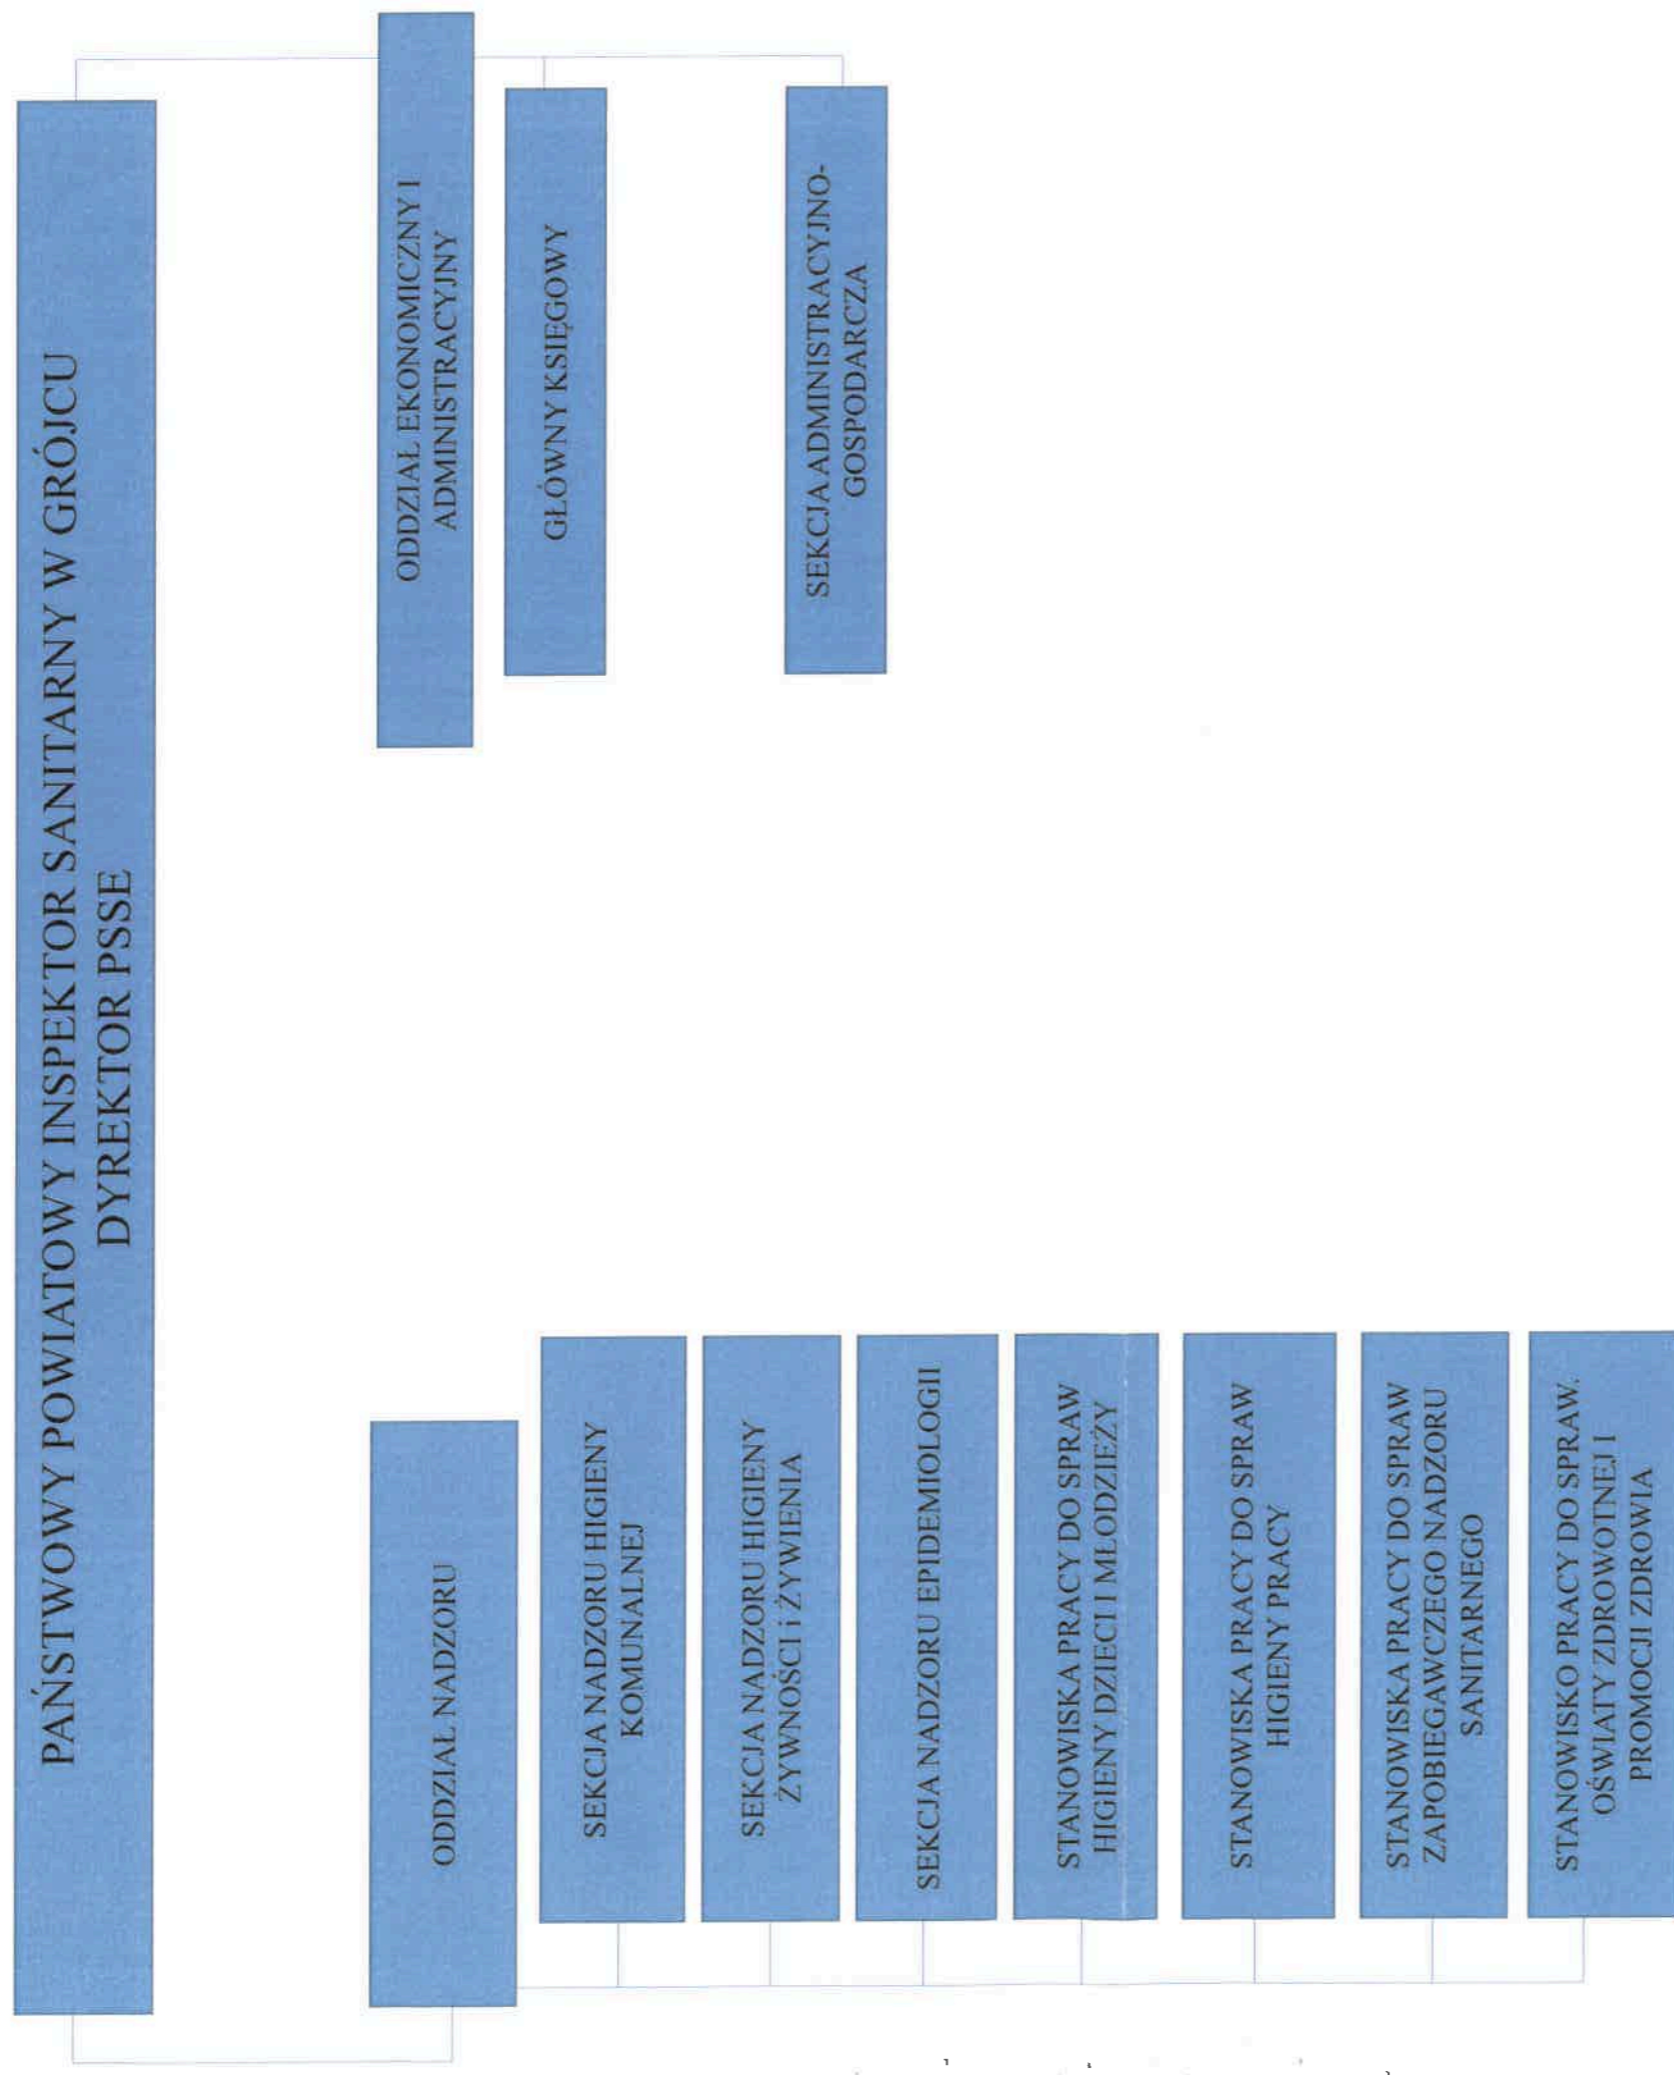 PAŃSTWOWY POWIATOWY INSPEKTOR SANITARNY W GRÓJCU
DYREKTOR PSSE
ODDZIAŁ NADZORU
SEKCJA NADZORU HIGIENY
KOMUNALNEJ
SEKCJA NADZORU HIGIENY
ŻYWNOŚCI i ŻYWIENIA
SEKCJA NADZORU EPIDEMIOLOGII
STANOWISKA PRACY DO SPRAW
HIGIENY DZIECI I MŁODZIEŻY
STANOWISKA PRACY DO SPRAW
HIGIENY PRACY
STANOWISKA PRACY DO SPRAW
ZAPOBIEGAWCZEGO NADZORU
SANITARNEGO
STANOWISKO PRACY DO SPRAW.
OŚWIATY ZDROWOTNEJ I
PROMOCJI ZDROWIA
ODDZIAŁ EKONOMICZNY I
ADMINISTRACYJNY
GŁÓWNY KSIĘGOWY
SEKCJA ADMINISTRACYJNO-
GOSPODARCZA